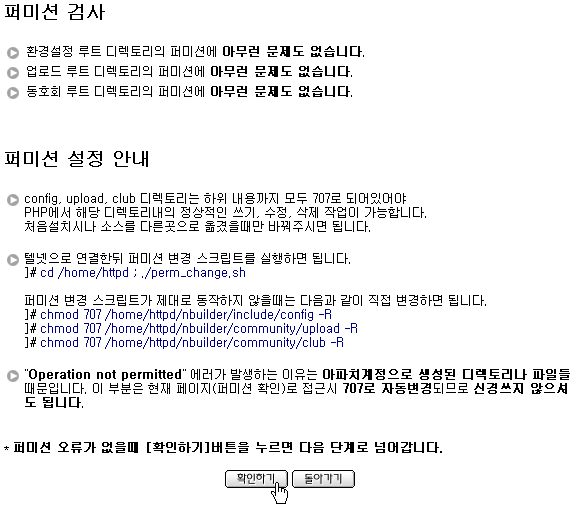 퍼미션 검사
환경설정 루트 디렉토리의 퍼미션에 아무런 문제도 없습니다.
업로드 루트 디렉토리의 퍼미션에 아무런 문제도 없습니다.
동호회 루트 디렉토리의 퍼미션에 아무런 문제도 없습니다.
퍼미션 설정 안내
config, upload, club 디렉토리는 하위 내용까지 모두 707로 되어있어야
PHP에서 해당 디렉토리내의 정상적인 쓰기, 수정, 삭제 작업이 가능합니다.
처음설치시나 소스를 다른곳으로 옮겼을때만 바꿔주시면 됩니다.
텔넷으로 연결한뒤 퍼미션 변경 스크립트를 실행하면 됩니다.
]# cd /home/httpd ; ./perm_change.sh
퍼미션 변경 스크립트가 제대로 동작하지 않을때는 다음과 같이 직접 변경하면 됩니다.
]# chmod 707 /home/httpd/nbuilder/include/config -R
]# chmod 707 /home/httpd/nbuilder/community/upload -R
]# chmod 707 /home/httpd/nbuilder/community/club -R
"Operation not permitted" 에러가 발생하는 이유는 아파치계정으로 생성된 디렉토리나 파일들
때문입니다. 이 부분은 현재 페이지(퍼미션 확인)로 접근시 707로 자동변경되므로 신경쓰지 않으셔
도 됩니다.
* 퍼미션 오류가 없을때 [확인하기]버튼을 누르면 다음 단계로 넘어갑니다.
확인하기 돌아가기